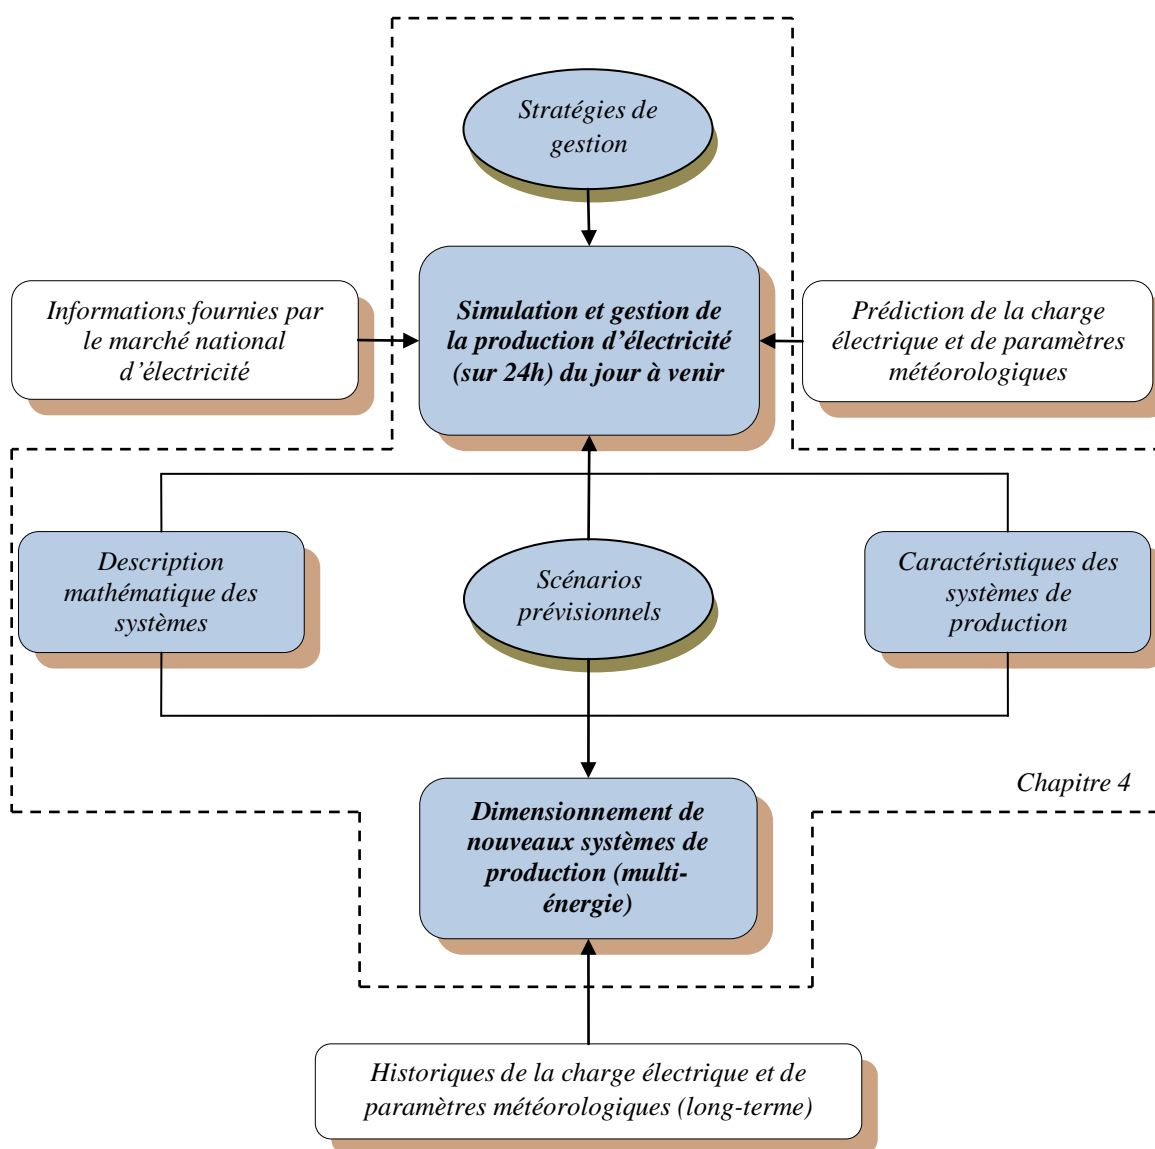 Stratégies de
gestion
Informations fournies par
le marché national
d’électricité
Simulation et gestion de
la production d’électricité
(sur 24h) du jour à venir
Prédiction de la charge
électrique et de paramètres
météorologiques
Description
mathématique des
systèmes
Scénarios
prévisionnels
Caractéristiques des
systèmes de
production
Chapitre 4
Dimensionnement de
nouveaux systèmes de
production (multi-
énergie)
Historiques de la charge électrique et de
paramètres météorologiques (long-terme)